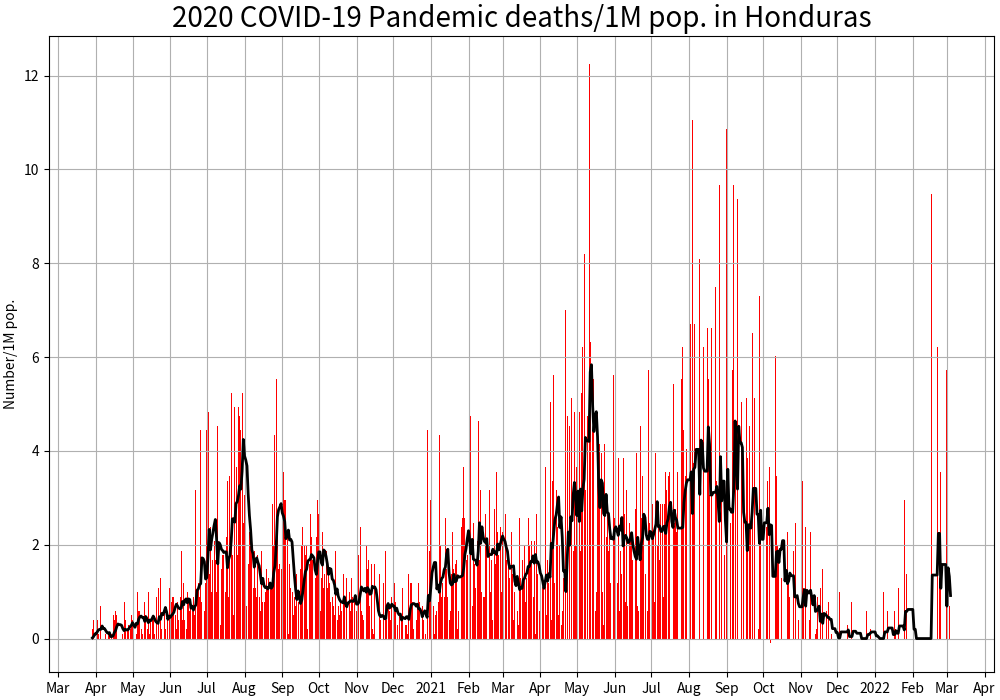 2020 COVID-19 Pandemic deaths/1M pop. in Honduras
Number/1M pop.
12
10
8
6
4
2
0
Mar Apr May Jun Jul Aug Sep Oct Nov Dec 2021 Feb Mar Apr May Jun Jul Aug Sep Oct Nov Dec 2022 Feb Mar Apr